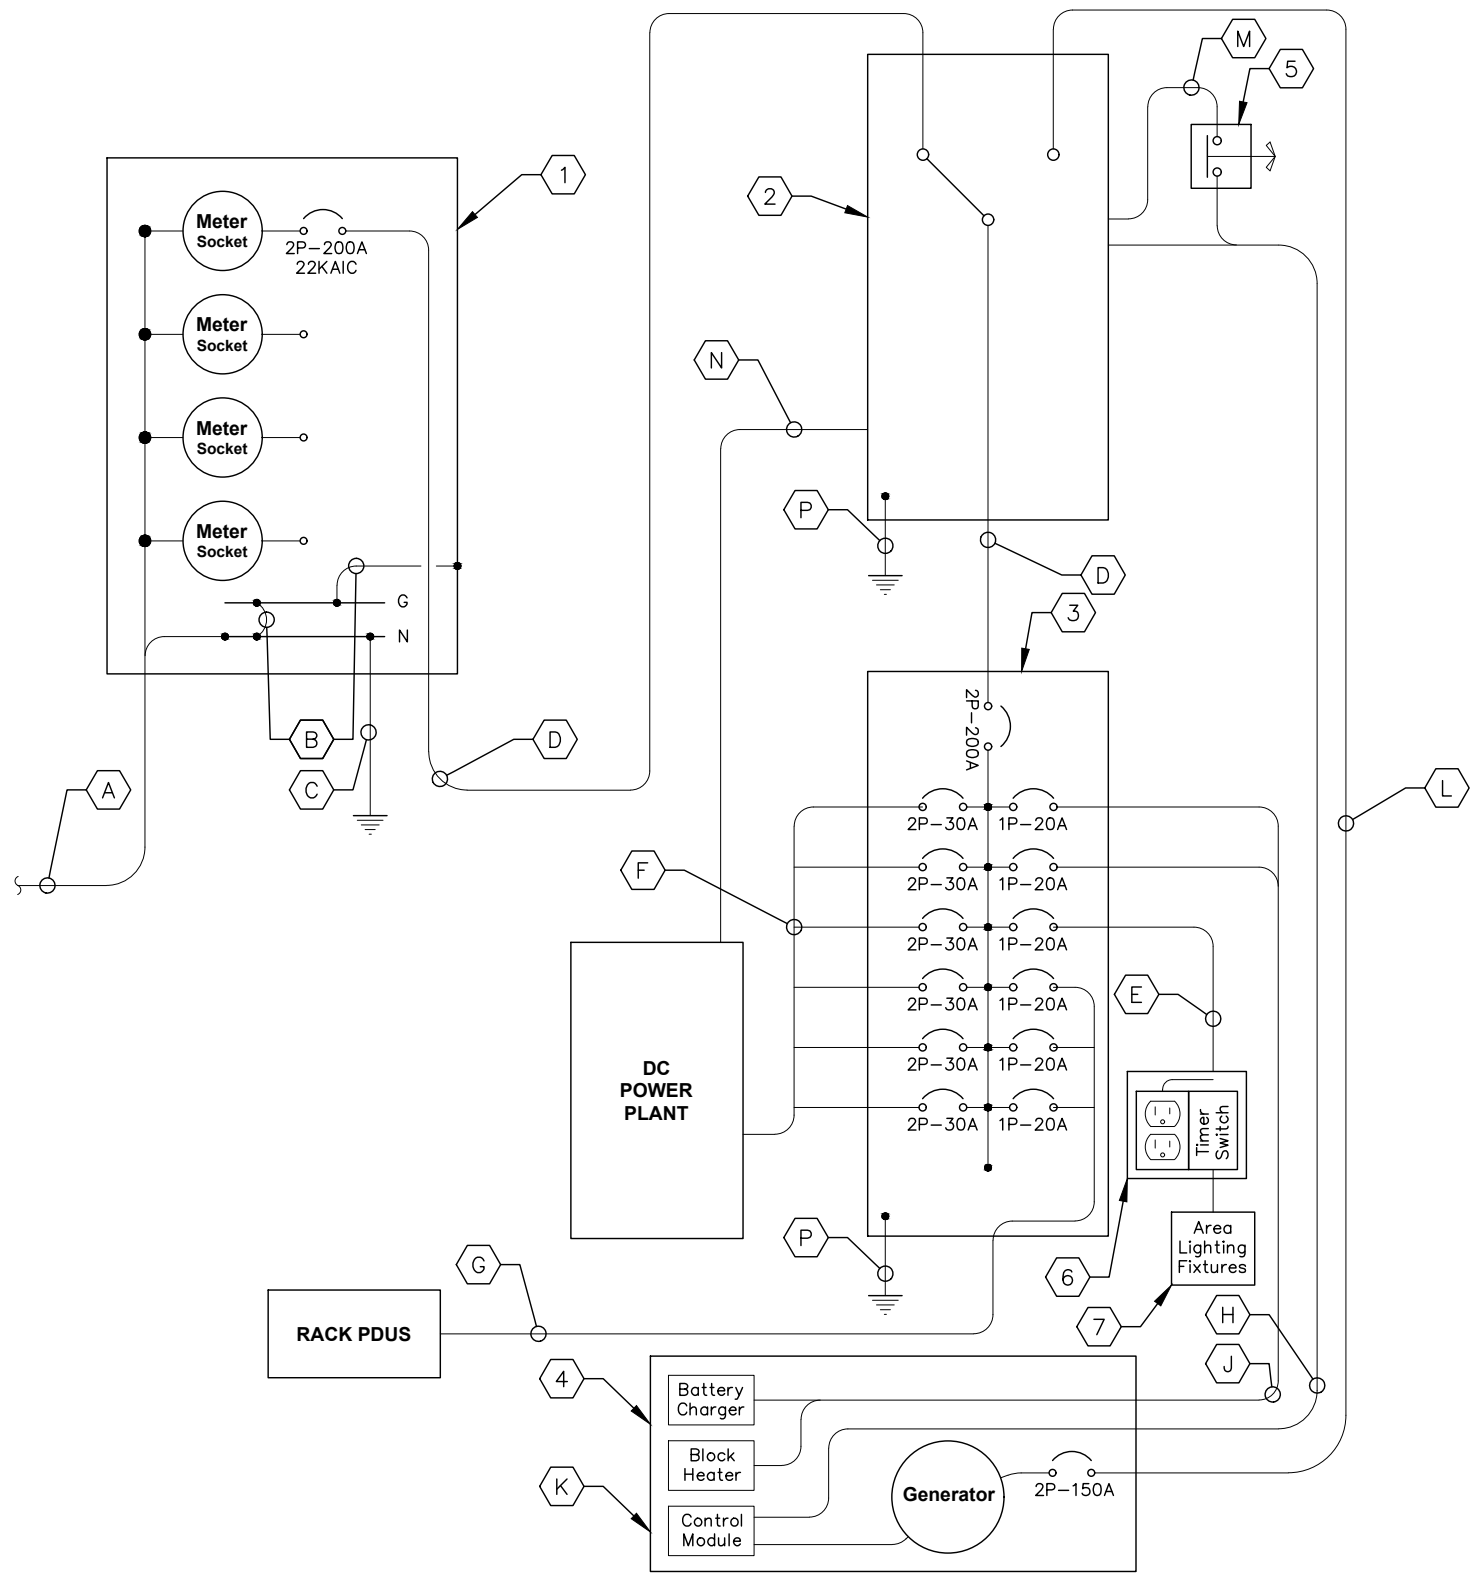 M
5
1
2
Meter
Socket
2P-200A
22KAIC
Meter
Socket
N
Meter
Socket
P
Meter
Socket
D
G
3
N
2P-200A
B
D
C
A
L
2P-30A
1P-20A
F
2P-30A
1P-20A
2P-30A
1P-20A
E
2P-30A
1P-20A
DC
POWER
PLANT
2P-30A
1P-20A
2P-30A
1P-20A
Timer
Switch
P
Area
Lighting
Fixtures
G
6
7
H
RACK PDUS
J
4
Battery
Charger
Block
Heater
K
Generator
2P-150A
Control
Module